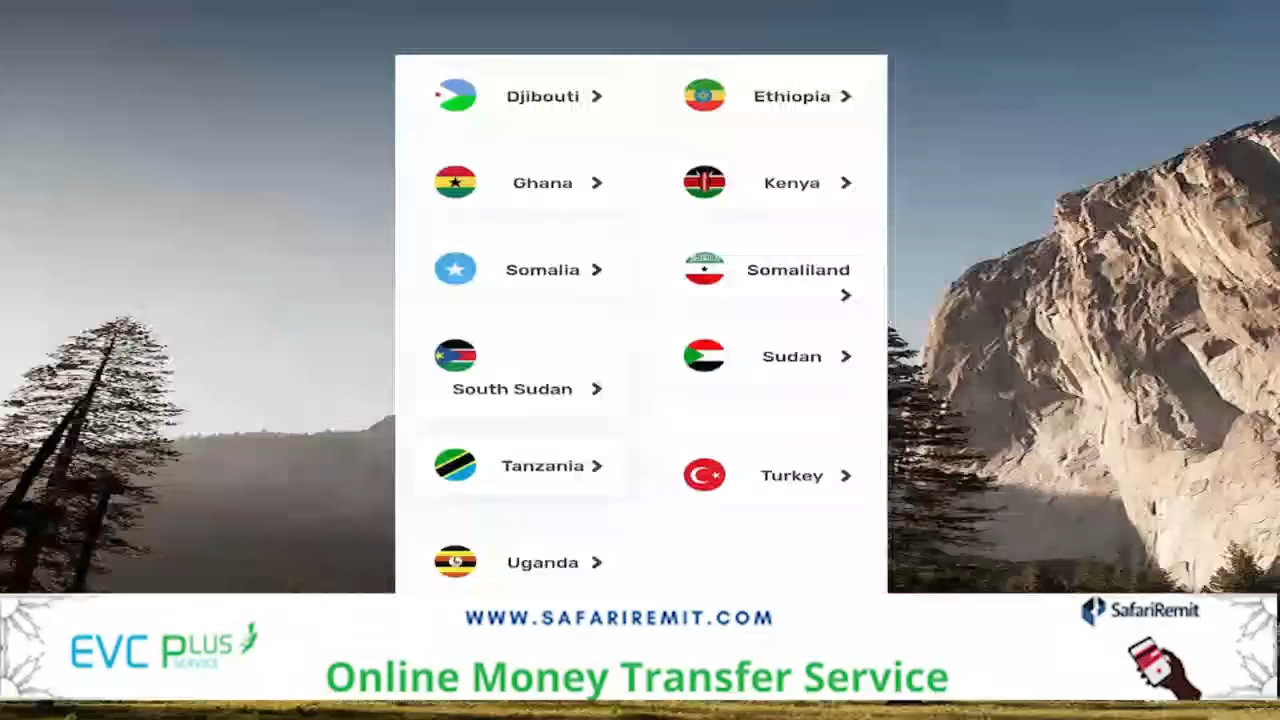 Djibouti
Ethiopia
Ghana
Kenya
Somalia
Somaliland
South Sudan
Sudan
Tanzania
Turkey
Uganda
WWW.SAFARIREMIT.COM
SafariRemit
EVC PLUS
SERVICE
Online Money Transfer Service